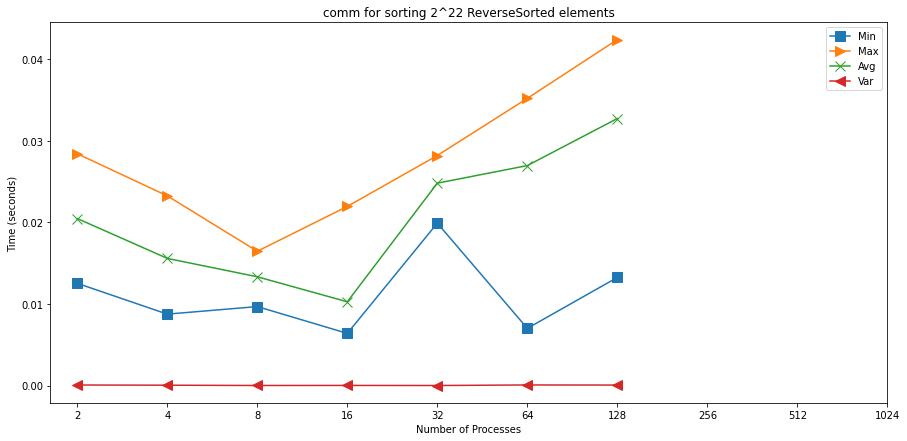 comm for sorting 2^22 ReverseSorted elements
Min
Max
Avg
Var
Time (seconds)
0.04
0.03
0.02
0.01
0.00
2 4 8 16 32 64 128 256 512 1024
Number of Processes